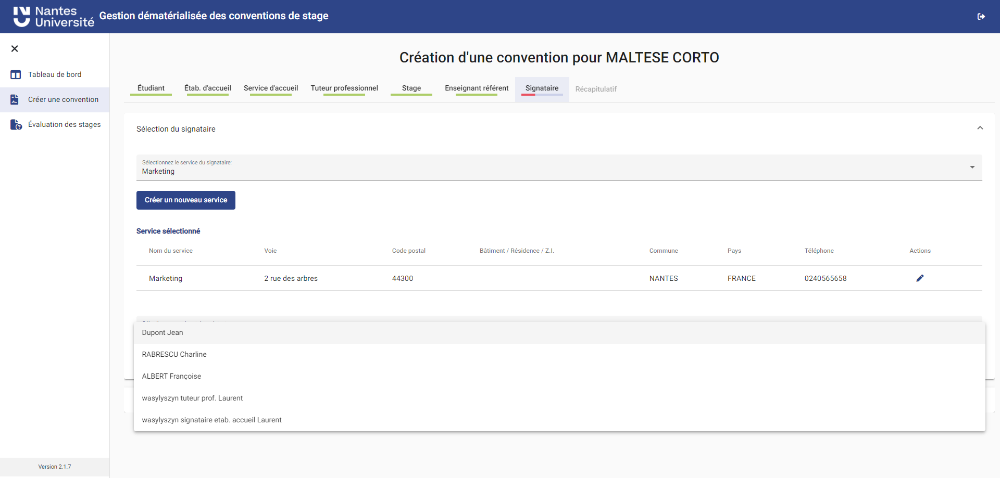 Nantes
Université
Gestion dématérialisée des conventions de stage
Tableau de bord
Créer une convention
Évaluation des stages
Version 2.1.7
Création d'une convention pour MALTESE CORTO
Étudiant
Étab. d'accueil
Service d'accueil
Tuteur professionnel
Stage
Enseignant référent
Signataire
Récapitulatif
Sélection du signataire
Sélectionnez le service du signataire:
Marketing
Créer un nouveau service
Service sélectionné
Nom du service Voie Code postal Bâtiment / Résidence / Z.I. Commune Pays Téléphone Actions
Marketing 2 rue des arbres 44300 NANTES FRANCE 0240565658
Dupont Jean
RABRESCU Charline
ALBERT Françoise
wasylyszyn tuteur prof. Laurent
wasylyszyn signataire etab. accueil Laurent